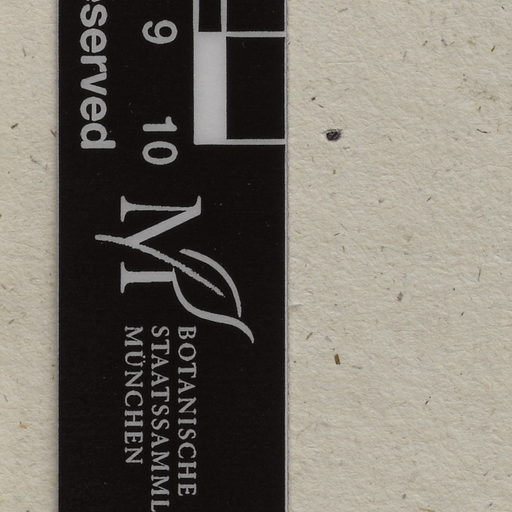 eserved
9 10
BOTANISCHE
STAATSSAMML
MÜNCHEN